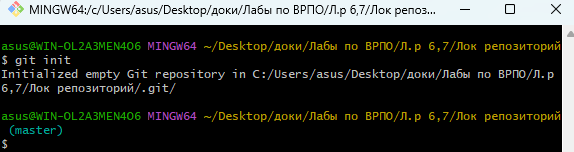 MINGW64:/c/Users/asus/Desktop/доки/Лабы по ВРПО/Л.р 6,7/Лок репоз...
asus@WIN-OL2A3MEN4O6 MINGW64 ~/Desktop/доки/Лабы по ВРПО/Л.р 6,7/Лок репозиторий
$ git init
Initialized empty Git repository in C:/Users/asus/Desktop/доки/Лабы по ВРПО/Л.р
6,7/Лок репозиторий/.git/
asus@WIN-OL2A3MEN4O6 MINGW64 ~/Desktop/доки/Лабы по ВРПО/Л.р 6,7/Лок репозиторий
(master)
$